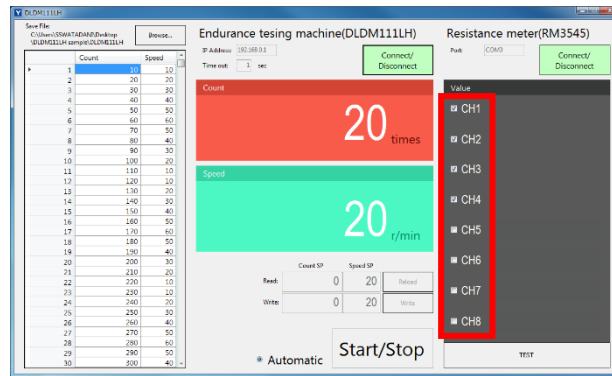 DLDM111LH
Save File:
C:\Users\SSWATADANI\Desktop
\DLDM111LH sample\DLDM111LH
Browse...
Count Speed
1 10 10
2 20 20
3 30 30
4 40 40
5 50 50
6 60 60
7 70 50
8 80 40
9 90 30
10 100 20
11 110 10
12 120 10
13 130 20
14 140 30
15 150 40
16 160 50
17 170 60
18 180 50
19 190 40
20 200 30
21 210 20
22 220 10
23 230 10
24 240 20
25 250 30
26 260 40
27 270 50
28 280 60
29 290 50
30 300 40
Endurance tesing machine(DLDM111LH)
IP Address: 192.168.0.1
Time out: 1 sec
Connect/
Disconnect
Count
20 times
Speed
20 r/min
Count SP Speed SP
Read: 0 20 Reload
Write: 0 20 Write
Automatic
Start/Stop
Resistance meter(RM3545)
Port: COM3
Connect/
Disconnect
Value
CH1
CH2
CH3
CH4
CH5
CH6
CH7
CH8
TEST